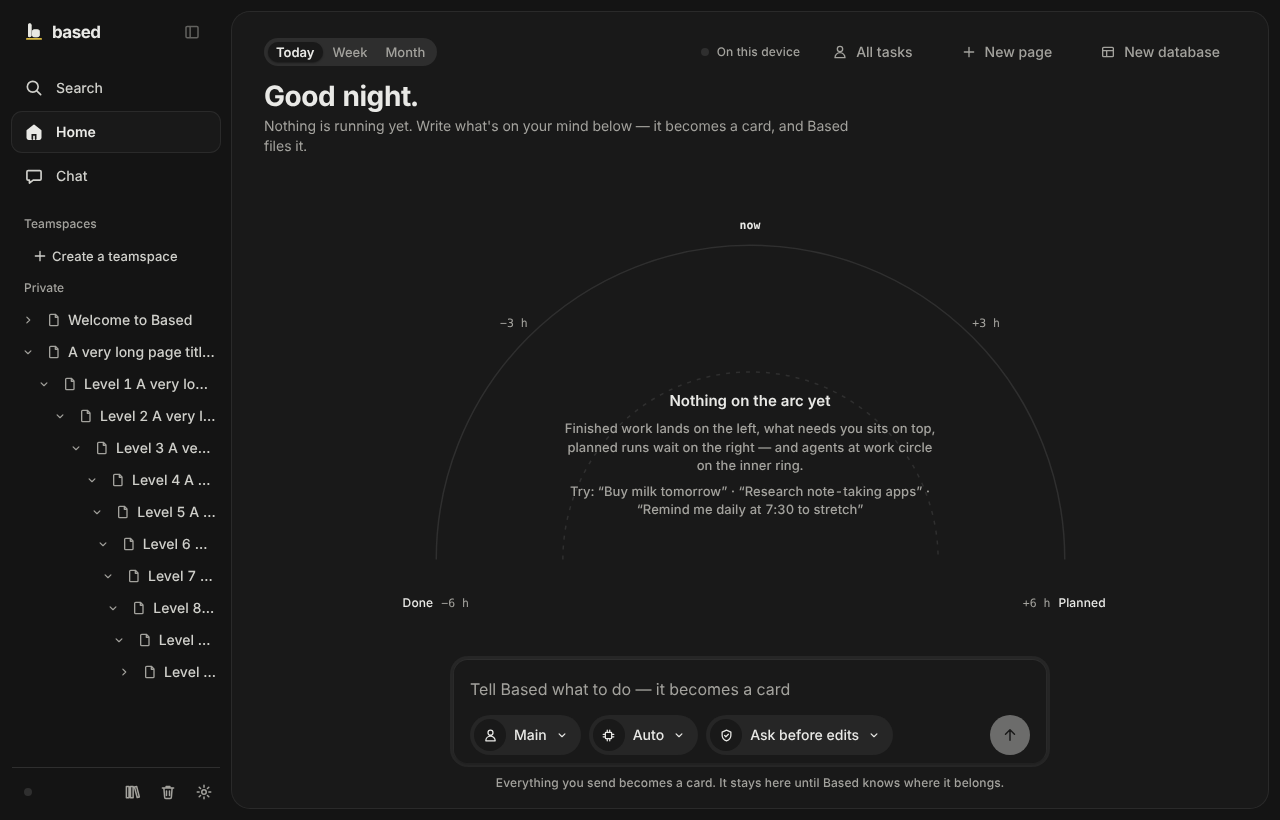 based
Search
Home
Chat
Teamspaces
Create a teamspace
Private
Welcome to Based
A very long page titl...
Level 1 A very lo...
Level 2 A very l...
Level 3 A ve...
Level 4 A ...
Level 5 A ...
Level 6 ...
Level 7 ...
Level 8...
Level ...
Level ...
Today Week Month
On this device
All tasks
New page
New database
Good night.
Nothing is running yet. Write what's on your mind below — it becomes a card, and Based
files it.
now
−3 h
+3 h
Nothing on the arc yet
Finished work lands on the left, what needs you sits on top,
planned runs wait on the right — and agents at work circle
on the inner ring.
Try: “Buy milk tomorrow” · “Research note-taking apps” ·
“Remind me daily at 7:30 to stretch”
Done −6 h
+6 h Planned
Tell Based what to do — it becomes a card
Main
Auto
Ask before edits
Everything you send becomes a card. It stays here until Based knows where it belongs.